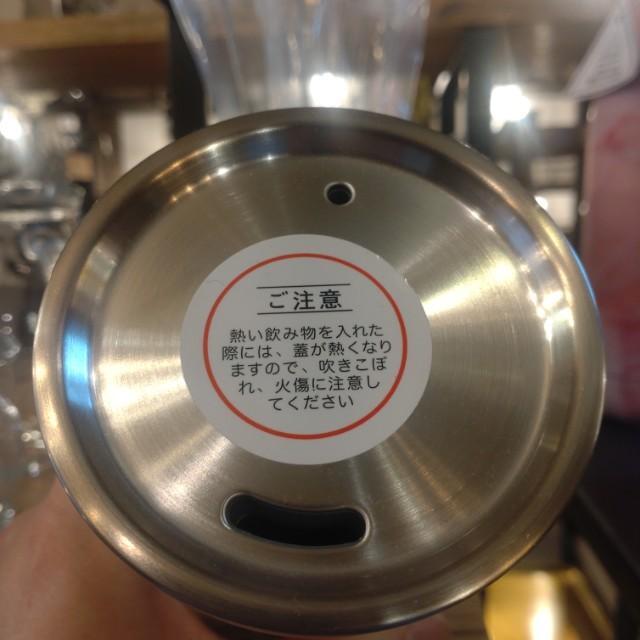 ご注意
熱い飲み物を入れた
際には、蓋が熱くなり
ますので、吹きこぼ
れ、火傷に注意し
てください